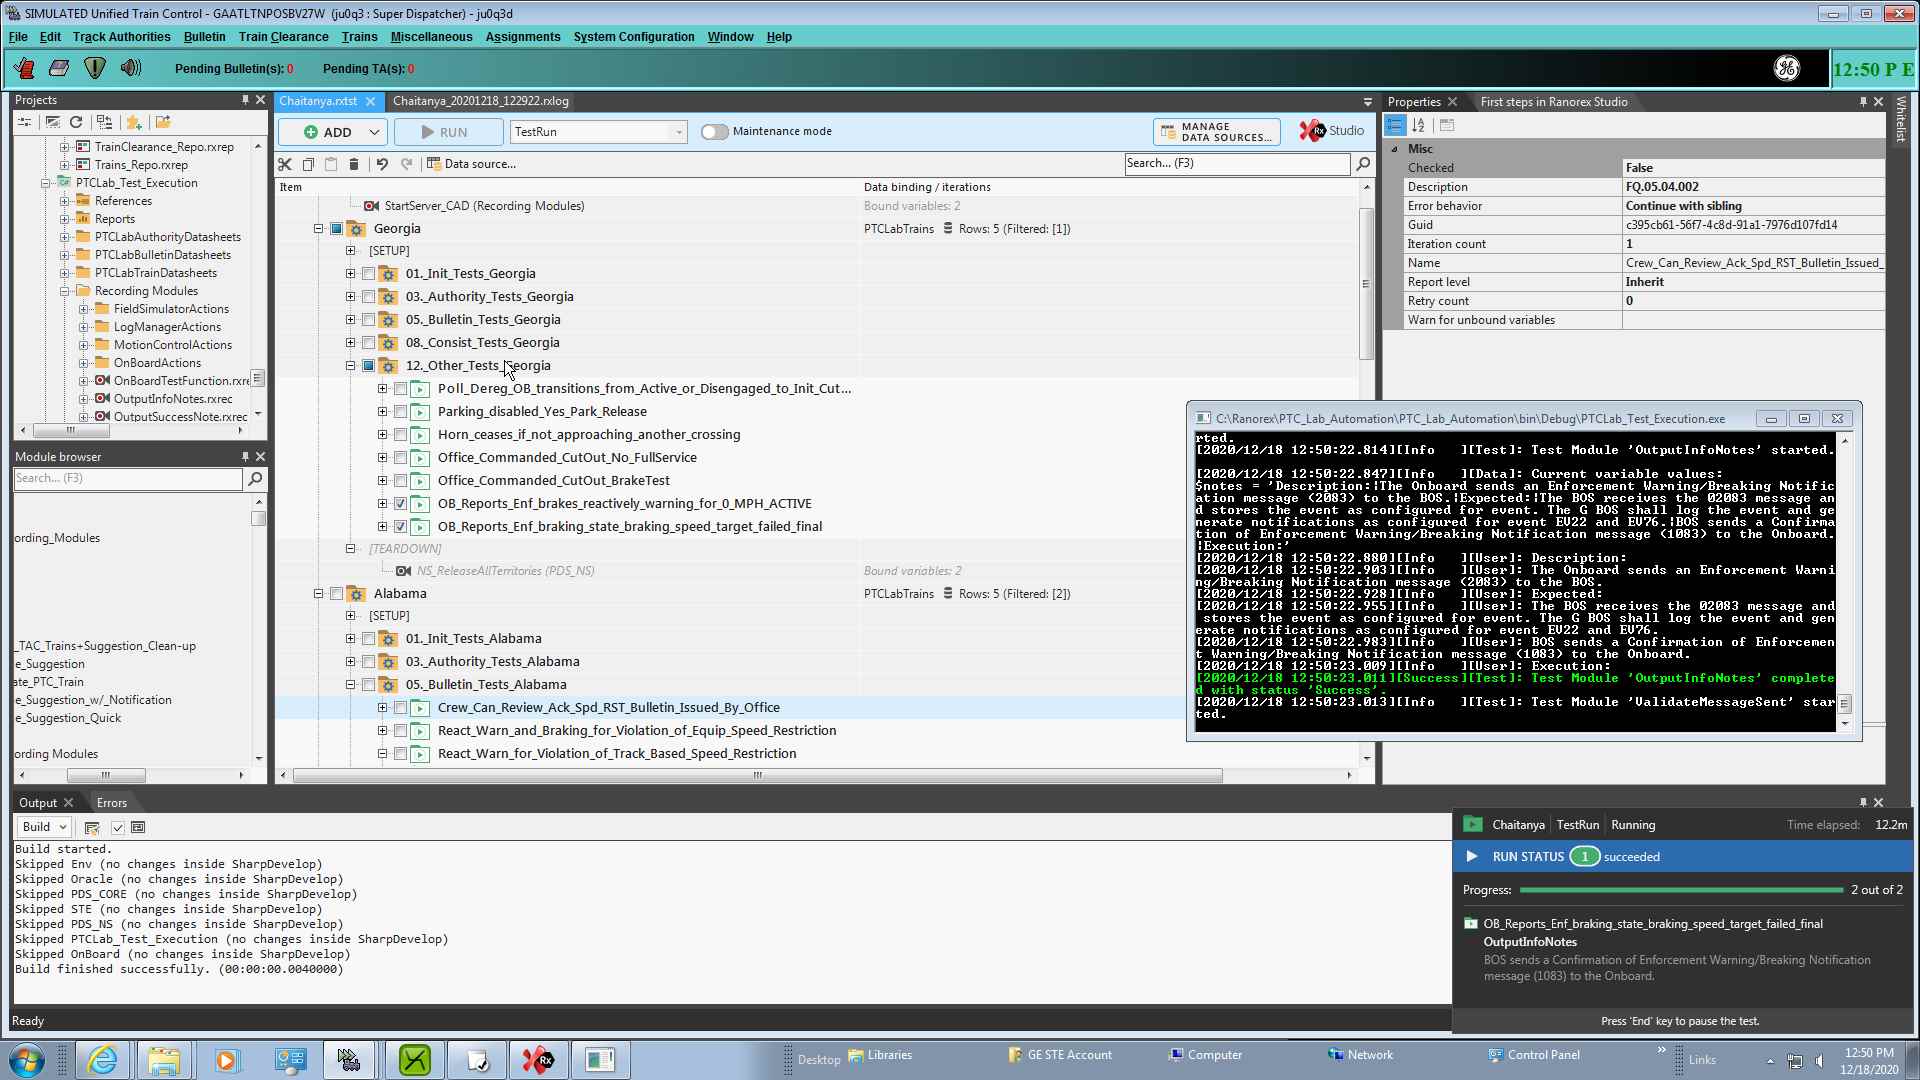 SIMULATED Unified Train Control - GAATLTNPOSBV27W  (ju0q3 : Super Dispatcher) - ju0q3d
File Edit Track Authorities Bulletin Train Clearance Trains Miscellaneous Assignments System Configuration Window Help
Pending Bulletin(s): 0 Pending TA(s): 0
12:50 P E
Projects
TrainClearance_Repo.rxrep
Trains_Repo.rxrep
PTCLab_Test_Execution
References
Reports
PTCLabAuthorityDatasheets
PTCLabBulletinDatasheets
PTCLabTrainDatasheets
Recording Modules
FieldSimulatorActions
LogManagerActions
MotionControlActions
OnBoardActions
OnBoardTestFunction.rxre
OutputInfoNotes.rxrec
OutputSuccessNote.rxrec
Module browser
Search... (F3)
ording_Modules
_TAC_Trains+Suggestion_Clean-up
e_Suggestion
ate_PTC_Train
e_Suggestion_w/_Notification
e_Suggestion_Quick
ording Modules
Chaitanya.rxtst Chaitanya_20201218_122922.rxlog
ADD RUN TestRun Maintenance mode MANAGE DATA SOURCES... Rx Studio
Data source... Search... (F3)
Item Data binding / iterations
StartServer_CAD (Recording Modules) Bound variables: 2
Georgia PTCLabTrains Rows: 5 (Filtered: [1])
[SETUP]
01._Init_Tests_Georgia
03._Authority_Tests_Georgia
05._Bulletin_Tests_Georgia
08._Consist_Tests_Georgia
12._Other_Tests_Georgia
Poll_Dereg_OB_transitions_from_Active_or_Disengaged_to_Init_Cut...
Parking_disabled_Yes_Park_Release
Horn_ceases_if_not_approaching_another_crossing
Office_Commanded_CutOut_No_FullService
Office_Commanded_CutOut_BrakeTest
OB_Reports_Enf_brakes_reactively_warning_for_0_MPH_ACTIVE
OB_Reports_Enf_braking_state_braking_speed_target_failed_final
[TEARDOWN]
NS_ReleaseAllTerritories (PDS_NS) Bound variables: 2
Alabama PTCLabTrains Rows: 5 (Filtered: [2])
[SETUP]
01._Init_Tests_Alabama
03._Authority_Tests_Alabama
05._Bulletin_Tests_Alabama
Crew_Can_Review_Ack_Spd_RST_Bulletin_Issued_By_Office
React_Warn_and_Braking_for_Violation_of_Equip_Speed_Restriction
React_Warn_for_Violation_of_Track_Based_Speed_Restriction
Properties First steps in Ranorex Studio
Whitelist
Misc
Checked False
Description FQ.05.04.002
Error behavior Continue with sibling
Guid c395cb61-56f7-4c8d-91a1-7976d107fd14
Iteration count 1
Name Crew_Can_Review_Ack_Spd_RST_Bulletin_Issued_
Report level Inherit
Retry count 0
Warn for unbound variables
C:\Ranorex\PTC_Lab_Automation\PTC_Lab_Automation\bin\Debug\PTCLab_Test_Execution.exe
rted.
[2020/12/18 12:50:22.814][Info   ][Test]: Test Module 'OutputInfoNotes' started.
[2020/12/18 12:50:22.847][Info   ][Data]: Current variable values:
$notes = 'Description:¦The Onboard sends an Enforcement Warning/Breaking Notific
ation message (2083) to the BOS.¦Expected:¦The BOS receives the 02083 message an
d stores the event as configured for event. The G BOS shall log the event and ge
nerate notifications as configured for event EV22 and EV76.¦BOS sends a Confirma
tion of Enforcement Warning/Breaking Notification message (1083) to the Onboard.
¦Execution:'
[2020/12/18 12:50:22.880][Info   ][User]: Description:
[2020/12/18 12:50:22.903][Info   ][User]: The Onboard sends an Enforcement Warni
ng/Breaking Notification message (2083) to the BOS.
[2020/12/18 12:50:22.928][Info   ][User]: Expected:
[2020/12/18 12:50:22.955][Info   ][User]: The BOS receives the 02083 message and
 stores the event as configured for event. The G BOS shall log the event and gen
erate notifications as configured for event EV22 and EV76.
[2020/12/18 12:50:22.983][Info   ][User]: BOS sends a Confirmation of Enforcemen
t Warning/Breaking Notification message (1083) to the Onboard.
[2020/12/18 12:50:23.009][Info   ][User]: Execution:
[2020/12/18 12:50:23.011][Success][Test]: Test Module 'OutputInfoNotes' complete
d with status 'Success'.
[2020/12/18 12:50:23.013][Info   ][Test]: Test Module 'ValidateMessageSent' star
ted.
Output Errors
Build
Build started.
Skipped Env (no changes inside SharpDevelop)
Skipped Oracle (no changes inside SharpDevelop)
Skipped PDS_CORE (no changes inside SharpDevelop)
Skipped STE (no changes inside SharpDevelop)
Skipped PDS_NS (no changes inside SharpDevelop)
Skipped PTCLab_Test_Execution (no changes inside SharpDevelop)
Skipped OnBoard (no changes inside SharpDevelop)
Build finished successfully. (00:00:00.0040000)
Ready
Chaitanya TestRun Running Time elapsed: 12.2m
RUN STATUS 1 succeeded
Progress: 2 out of 2
OB_Reports_Enf_braking_state_braking_speed_target_failed_final
OutputInfoNotes
BOS sends a Confirmation of Enforcement Warning/Breaking Notification
message (1083) to the Onboard.
Press 'End' key to pause the test.
Desktop Libraries GE STE Account Computer Network Control Panel » Links
12:50 PM
12/18/2020